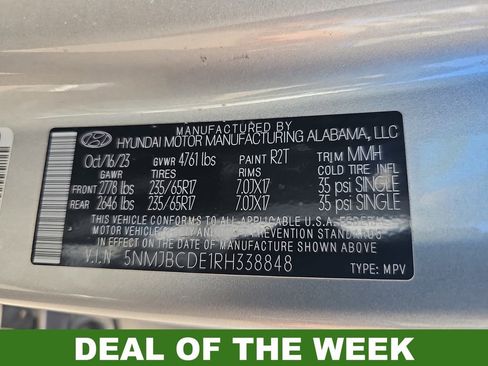 MANUFACTURED BY
HYUNDAI MOTOR MANUFACTURING ALABAMA, LLC
Oct/16/23 GVWR 4761 lbs PAINT R2T TRIM MMH
TIRES RIMS COLD TIRE INFL
FRONT 2778 lbs 235/65R17 7.0JX17 35 psi SINGLE
REAR 2646 lbs 235/65R17 7.0JX17 35 psi SINGLE
THIS VEHICLE CONFORMS TO ALL APPLICABLE U.S.A. FEDERAL
MOTOR VEHICLE
IN EFFECT ON THE DATE OF MANUFACTURE SHOWN ABOVE.
V.I.N 5NMJBCDE1RH338848 TYPE: MPV
DEAL OF THE WEEK